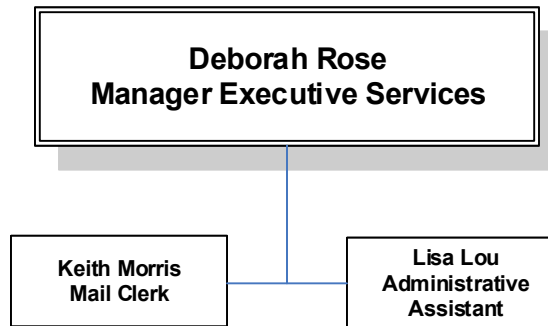 Deborah Rose
Manager Executive Services
Keith Morris
Mail Clerk
Lisa Lou
Administrative
Assistant